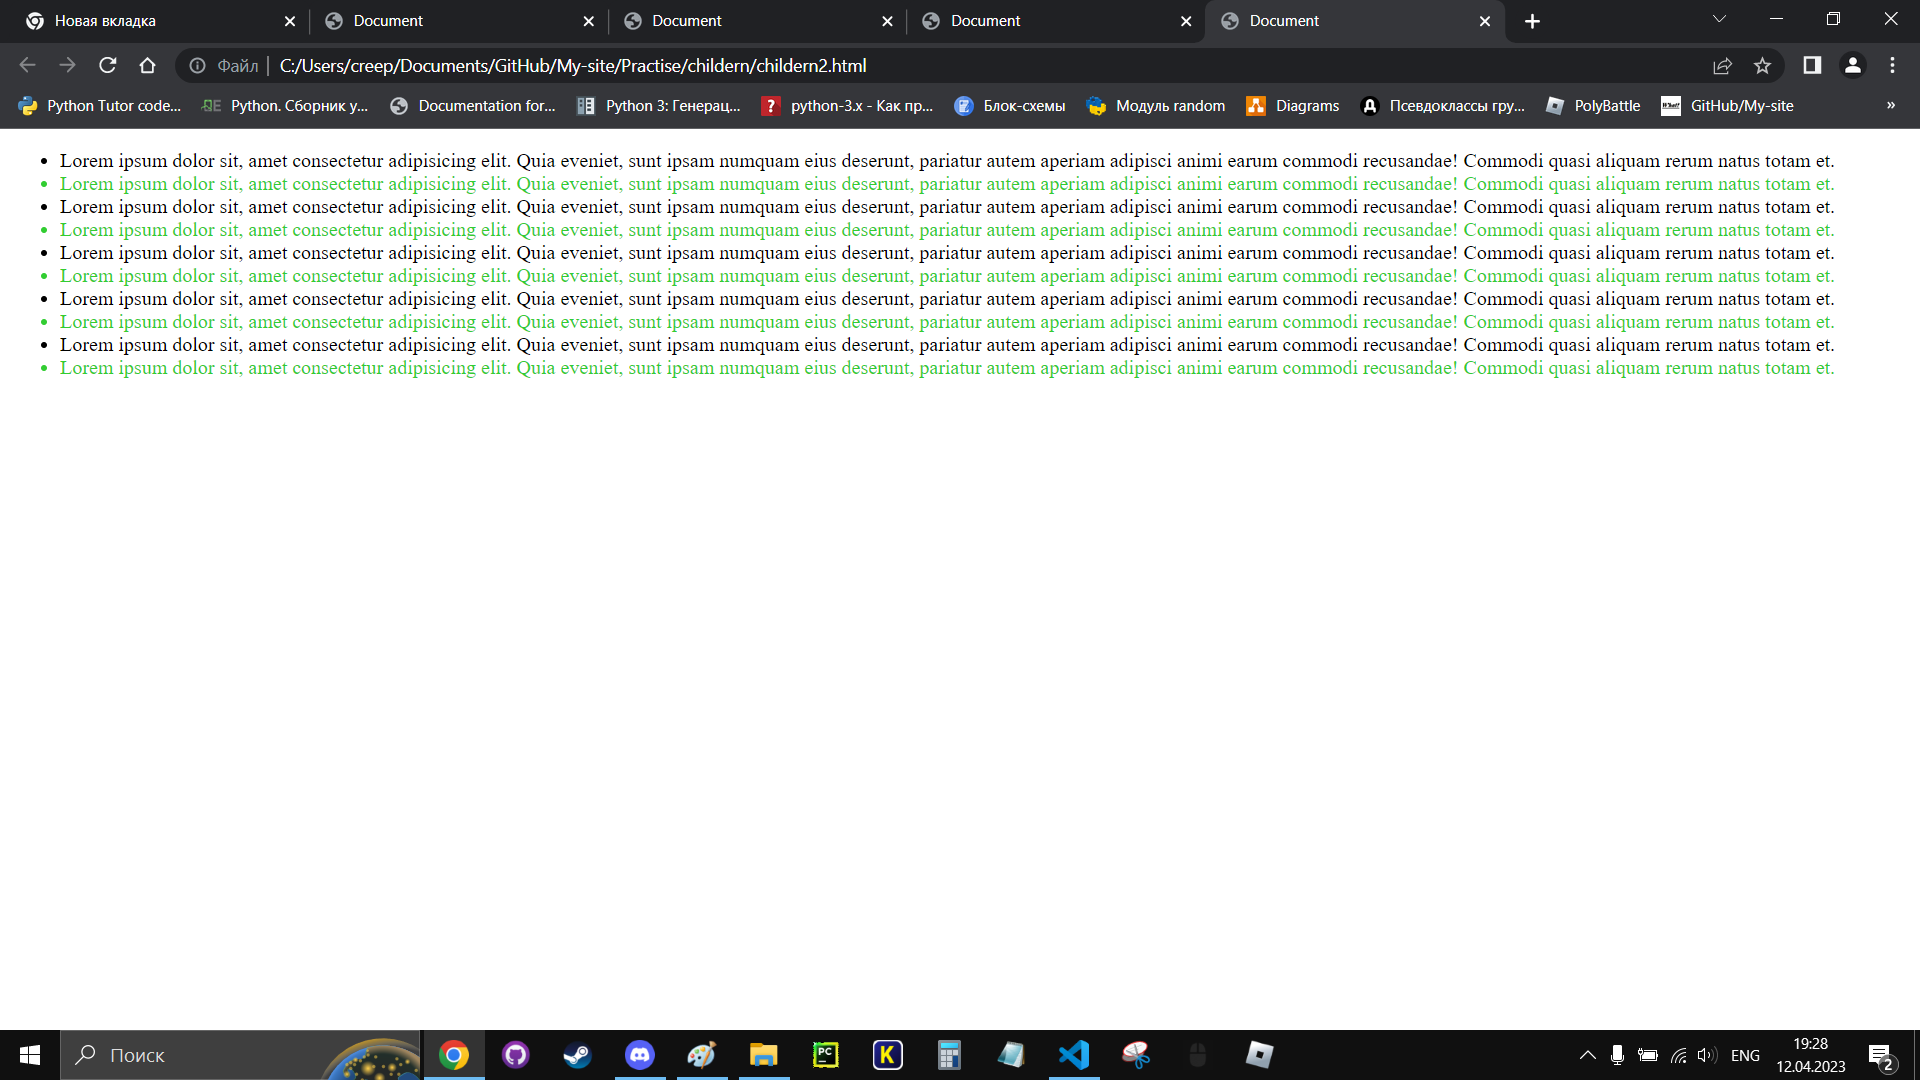 Новая вкладка
Document
Document
Document
Document
Файл
C:/Users/creep/Documents/GitHub/My-site/Practise/childern/childern2.html
Python Tutor code...
Python. Сборник у...
Documentation for...
Python 3: Генерац...
python-3.x - Как пр...
Блок-схемы
Модуль random
Diagrams
Псевдоклассы гру...
PolyBattle
GitHub/My-site
»
Lorem ipsum dolor sit, amet consectetur adipisicing elit. Quia eveniet, sunt ipsam numquam eius deserunt, pariatur autem aperiam adipisci animi earum commodi recusandae! Commodi quasi aliquam rerum natus totam et.
Lorem ipsum dolor sit, amet consectetur adipisicing elit. Quia eveniet, sunt ipsam numquam eius deserunt, pariatur autem aperiam adipisci animi earum commodi recusandae! Commodi quasi aliquam rerum natus totam et.
Lorem ipsum dolor sit, amet consectetur adipisicing elit. Quia eveniet, sunt ipsam numquam eius deserunt, pariatur autem aperiam adipisci animi earum commodi recusandae! Commodi quasi aliquam rerum natus totam et.
Lorem ipsum dolor sit, amet consectetur adipisicing elit. Quia eveniet, sunt ipsam numquam eius deserunt, pariatur autem aperiam adipisci animi earum commodi recusandae! Commodi quasi aliquam rerum natus totam et.
Lorem ipsum dolor sit, amet consectetur adipisicing elit. Quia eveniet, sunt ipsam numquam eius deserunt, pariatur autem aperiam adipisci animi earum commodi recusandae! Commodi quasi aliquam rerum natus totam et.
Lorem ipsum dolor sit, amet consectetur adipisicing elit. Quia eveniet, sunt ipsam numquam eius deserunt, pariatur autem aperiam adipisci animi earum commodi recusandae! Commodi quasi aliquam rerum natus totam et.
Lorem ipsum dolor sit, amet consectetur adipisicing elit. Quia eveniet, sunt ipsam numquam eius deserunt, pariatur autem aperiam adipisci animi earum commodi recusandae! Commodi quasi aliquam rerum natus totam et.
Lorem ipsum dolor sit, amet consectetur adipisicing elit. Quia eveniet, sunt ipsam numquam eius deserunt, pariatur autem aperiam adipisci animi earum commodi recusandae! Commodi quasi aliquam rerum natus totam et.
Lorem ipsum dolor sit, amet consectetur adipisicing elit. Quia eveniet, sunt ipsam numquam eius deserunt, pariatur autem aperiam adipisci animi earum commodi recusandae! Commodi quasi aliquam rerum natus totam et.
Lorem ipsum dolor sit, amet consectetur adipisicing elit. Quia eveniet, sunt ipsam numquam eius deserunt, pariatur autem aperiam adipisci animi earum commodi recusandae! Commodi quasi aliquam rerum natus totam et.
Поиск
PC
K
ENG
19:28
12.04.2023
2